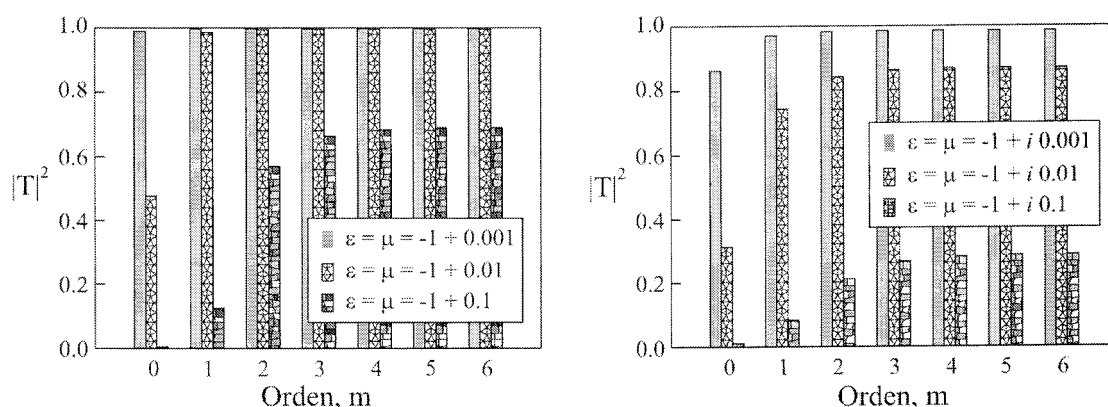 1.0
0.8
0.6
0.4
0.2
0.0
|T|²
ε = μ = -1 + 0.001
ε = μ = -1 + 0.01
ε = μ = -1 + 0.1
0 1 2 3 4 5 6
Orden, m
1.0
0.8
0.6
0.4
0.2
0.0
|T|²
ε = μ = -1 + i 0.001
ε = μ = -1 + i 0.01
ε = μ = -1 + i 0.1
0 1 2 3 4 5 6
Orden, m